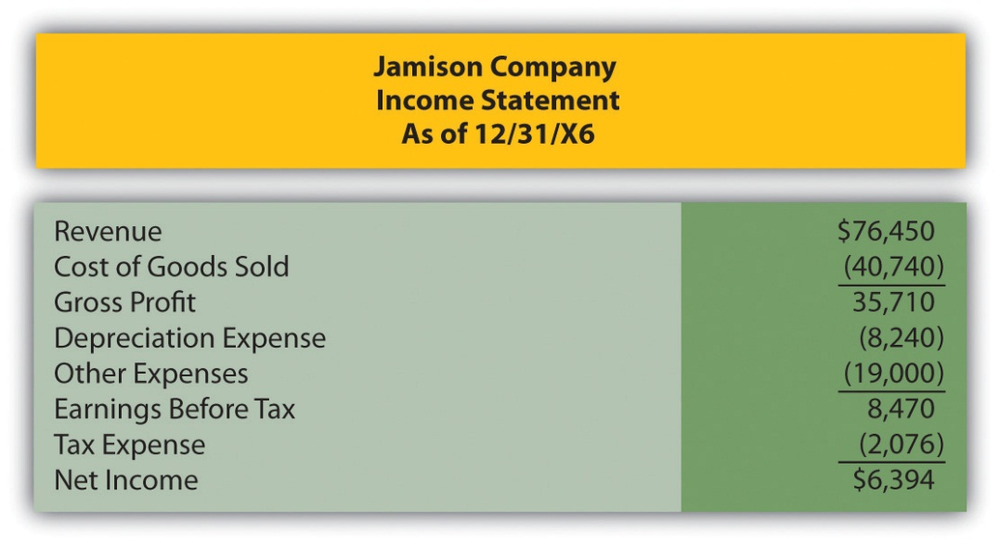 Jamison Company
Income Statement
As of 12/31/X6
Revenue $76,450
Cost of Goods Sold (40,740)
Gross Profit 35,710
Depreciation Expense (8,240)
Other Expenses (19,000)
Earnings Before Tax 8,470
Tax Expense (2,076)
Net Income $6,394